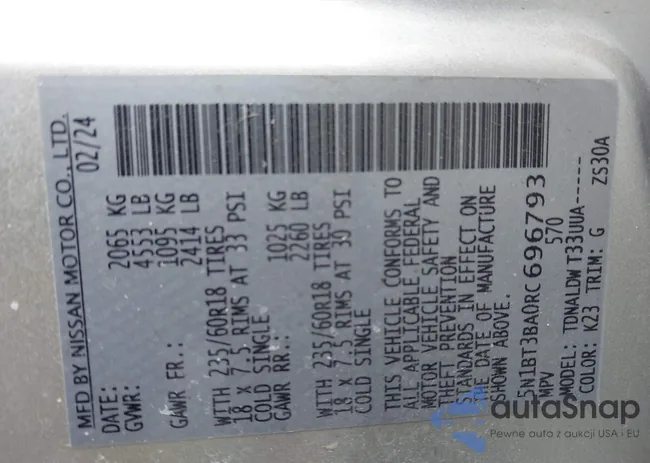 MFD BY NISSAN MOTOR CO., LTD.
DATE: 02/24
GVWR: 2065 KG
4553 LB
GAWR FR.: 1095 KG
2414 LB
WITH 235/60R18 TIRES
18 X 7.5 RIMS AT 33 PSI
COLD SINGLE
GAWR RR.: 1025 KG
2260 LB
WITH 235/60R18 TIRES
18 X 7.5 RIMS AT 30 PSI
COLD SINGLE
THIS VEHICLE CONFORMS TO
ALL APPLICABLE FEDERAL
MOTOR VEHICLE SAFETY AND
THEFT PREVENTION
STANDARDS IN EFFECT ON
THE DATE OF MANUFACTURE
SHOWN ABOVE.
5N1BT3BA0RC696793
MPV 570
MODEL: TDNALDW T33UUA-----
COLOR: K23 TRIM: G ZS30A
autoSnap
Pewne auto z aukcji USA i EU